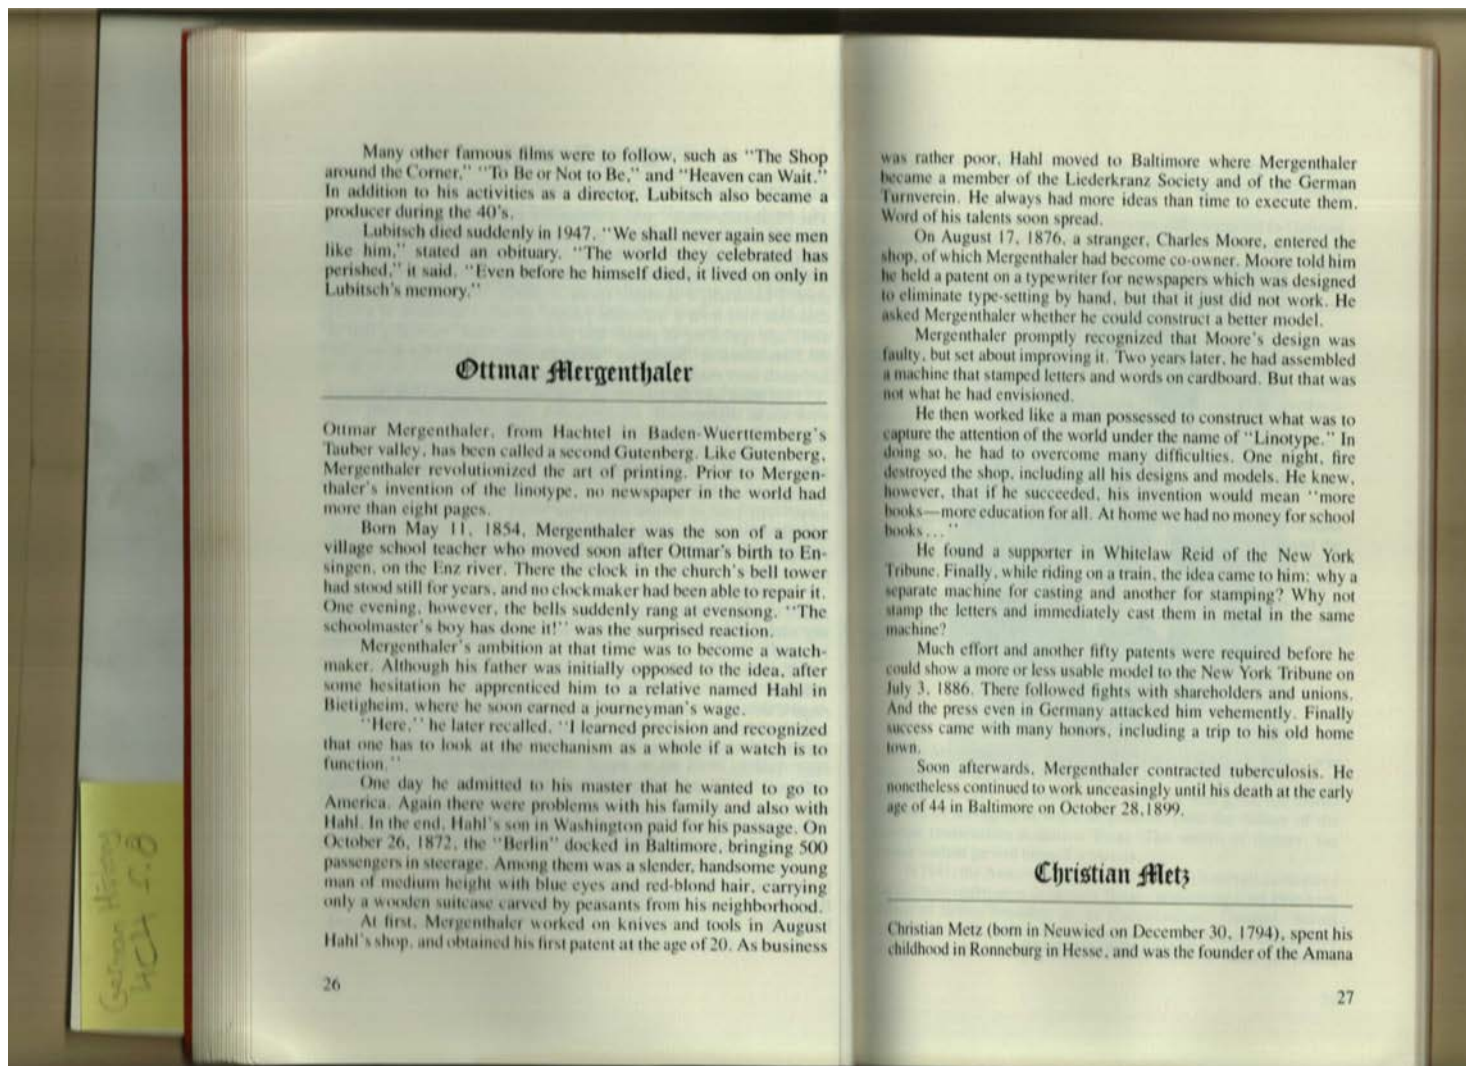 Many other famous films were to follow, such as "The Shop
around the Corner," "To Be or Not to Be," and "Heaven can Wait."
In addition to his activities as a director, Lubitsch also became a
producer during the 40's.
Lubitsch died suddenly in 1947. "We shall never again see men
like him," stated an obituary. "The world they celebrated has
perished," it said. "Even before he himself died, it lived on only in
Lubitsch's memory."
Ottmar Mergenthaler
Ottmar Mergenthaler, from Hachtel in Baden-Wuerttemberg's
Tauber valley, has been called a second Gutenberg. Like Gutenberg,
Mergenthaler revolutionized the art of printing. Prior to Mergen-
thaler's invention of the linotype, no newspaper in the world had
more than eight pages.
Born May 11, 1854, Mergenthaler was the son of a poor
village school teacher who moved soon after Ottmar's birth to En-
singen, on the Enz river. There the clock in the church's bell tower
had stood still for years, and no clockmaker had been able to repair it.
One evening, however, the bells suddenly rang at evensong. "The
schoolmaster's boy has done it!" was the surprised reaction.
Mergenthaler's ambition at that time was to become a watch-
maker. Although his father was initially opposed to the idea, after
some hesitation he apprenticed him to a relative named Hahl in
Bietigheim, where he soon earned a journeyman's wage.
"Here," he later recalled, "I learned precision and recognized
that one has to look at the mechanism as a whole if a watch is to
function."
One day he admitted to his master that he wanted to go to
America. Again there were problems with his family and also with
Hahl. In the end, Hahl's son in Washington paid for his passage. On
October 26, 1872, the "Berlin" docked in Baltimore, bringing 500
passengers in steerage. Among them was a slender, handsome young
man of medium height with blue eyes and red-blond hair, carrying
only a wooden suitcase carved by peasants from his neighborhood.
At first, Mergenthaler worked on knives and tools in August
Hahl's shop, and obtained his first patent at the age of 20. As business
26
was rather poor, Hahl moved to Baltimore where Mergenthaler
became a member of the Liederkranz Society and of the German
Turnverein. He always had more ideas than time to execute them.
Word of his talents soon spread.
On August 17, 1876, a stranger, Charles Moore, entered the
shop, of which Mergenthaler had become co-owner. Moore told him
he held a patent on a typewriter for newspapers which was designed
to eliminate type-setting by hand, but that it just did not work. He
asked Mergenthaler whether he could construct a better model.
Mergenthaler promptly recognized that Moore's design was
faulty, but set about improving it. Two years later, he had assembled
a machine that stamped letters and words on cardboard. But that was
not what he had envisioned.
He then worked like a man possessed to construct what was to
capture the attention of the world under the name of "Linotype." In
doing so, he had to overcome many difficulties. One night, fire
destroyed the shop, including all his designs and models. He knew,
however, that if he succeeded, his invention would mean "more
books—more education for all. At home we had no money for school
books..."
He found a supporter in Whitelaw Reid of the New York
Tribune. Finally, while riding on a train, the idea came to him: why a
separate machine for casting and another for stamping? Why not
stamp the letters and immediately cast them in metal in the same
machine?
Much effort and another fifty patents were required before he
could show a more or less usable model to the New York Tribune on
July 3, 1886. There followed fights with shareholders and unions.
And the press even in Germany attacked him vehemently. Finally
success came with many honors, including a trip to his old home
town.
Soon afterwards, Mergenthaler contracted tuberculosis. He
nonetheless continued to work unceasingly until his death at the early
age of 44 in Baltimore on October 28,1899.
Christian Metz
Christian Metz (born in Neuwied on December 30, 1794), spent his
childhood in Ronneburg in Hesse, and was the founder of the Amana
27
German History